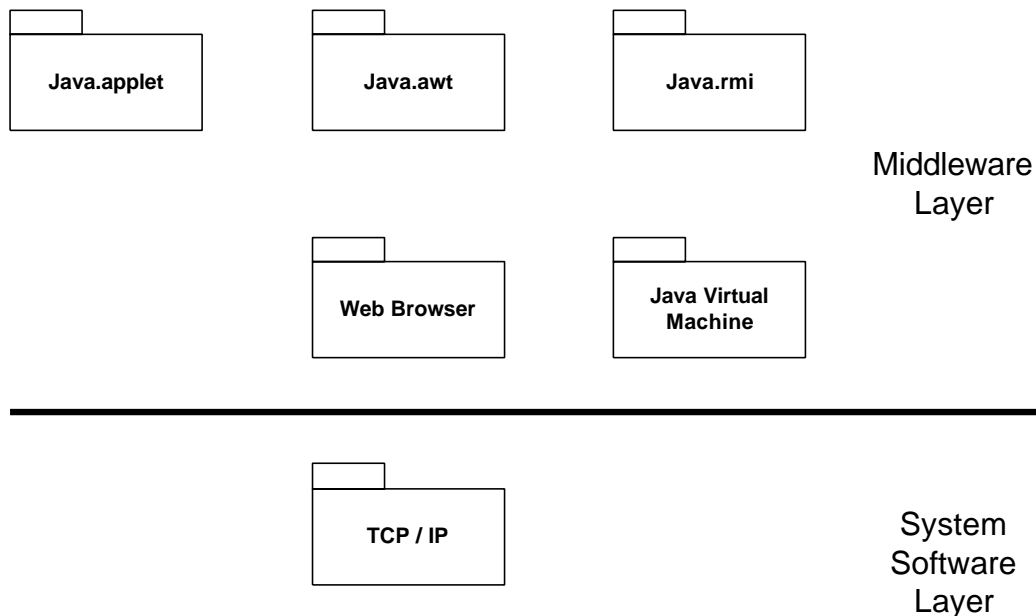 Java.applet
Java.awt
Java.rmi
Middleware
Layer
Web Browser
Java Virtual
Machine
TCP / IP
System
Software
Layer